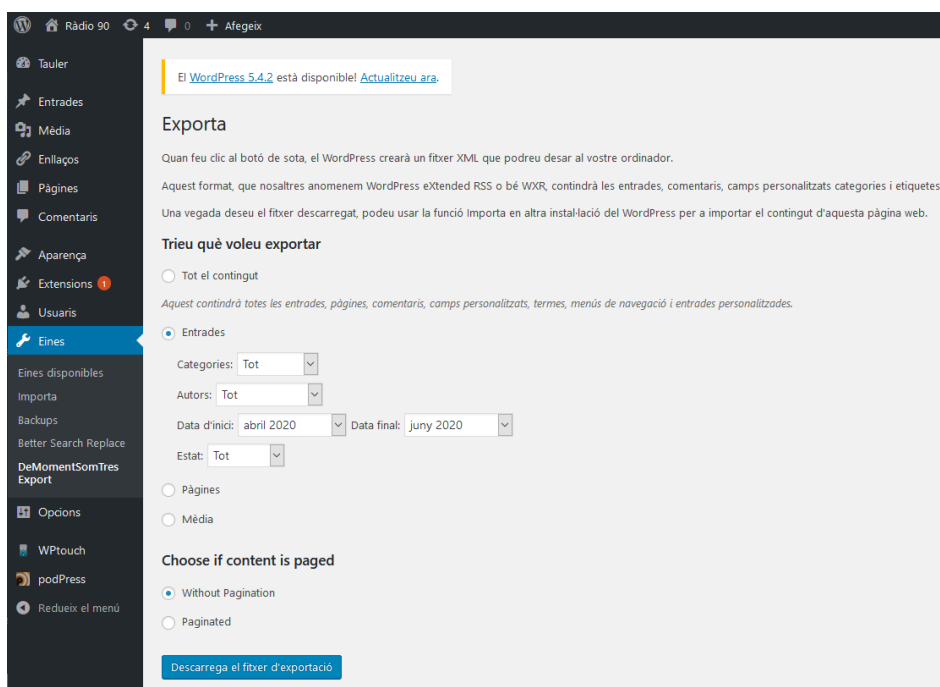 Ràdio 90 4 0 + Afegeix
Tauler
Entrades
Mèdia
Enllaços
Pàgines
Comentaris
Aparença
Extensions 1
Usuaris
Eines
Eines disponibles
Importa
Backups
Better Search Replace
DeMomentSomTres
Export
Opcions
WPtouch
podPress
Redueix el menú
El WordPress 5.4.2 està disponible! Actualitzeu ara.
Exporta
Quan feu clic al botó de sota, el WordPress crearà un fitxer XML que podreu desar al vostre ordinador.
Aquest format, que nosaltres anomenem WordPress eXtended RSS o bé WXR, contindrà les entrades, comentaris, camps personalitzats categories i etiquetes
Una vegada deseu el fitxer descarregat, podeu usar la funció Importa en altra instal·lació del WordPress per a importar el contingut d'aquesta pàgina web.
Trieu què voleu exportar
Tot el contingut
Aquest contindrà totes les entrades, pàgines, comentaris, camps personalitzats, termes, menús de navegació i entrades personalitzades.
Entrades
Categories: Tot
Autors: Tot
Data d'inici: abril 2020 Data final: juny 2020
Estat: Tot
Pàgines
Mèdia
Choose if content is paged
Without Pagination
Paginated
Descarrega el fitxer d'exportació